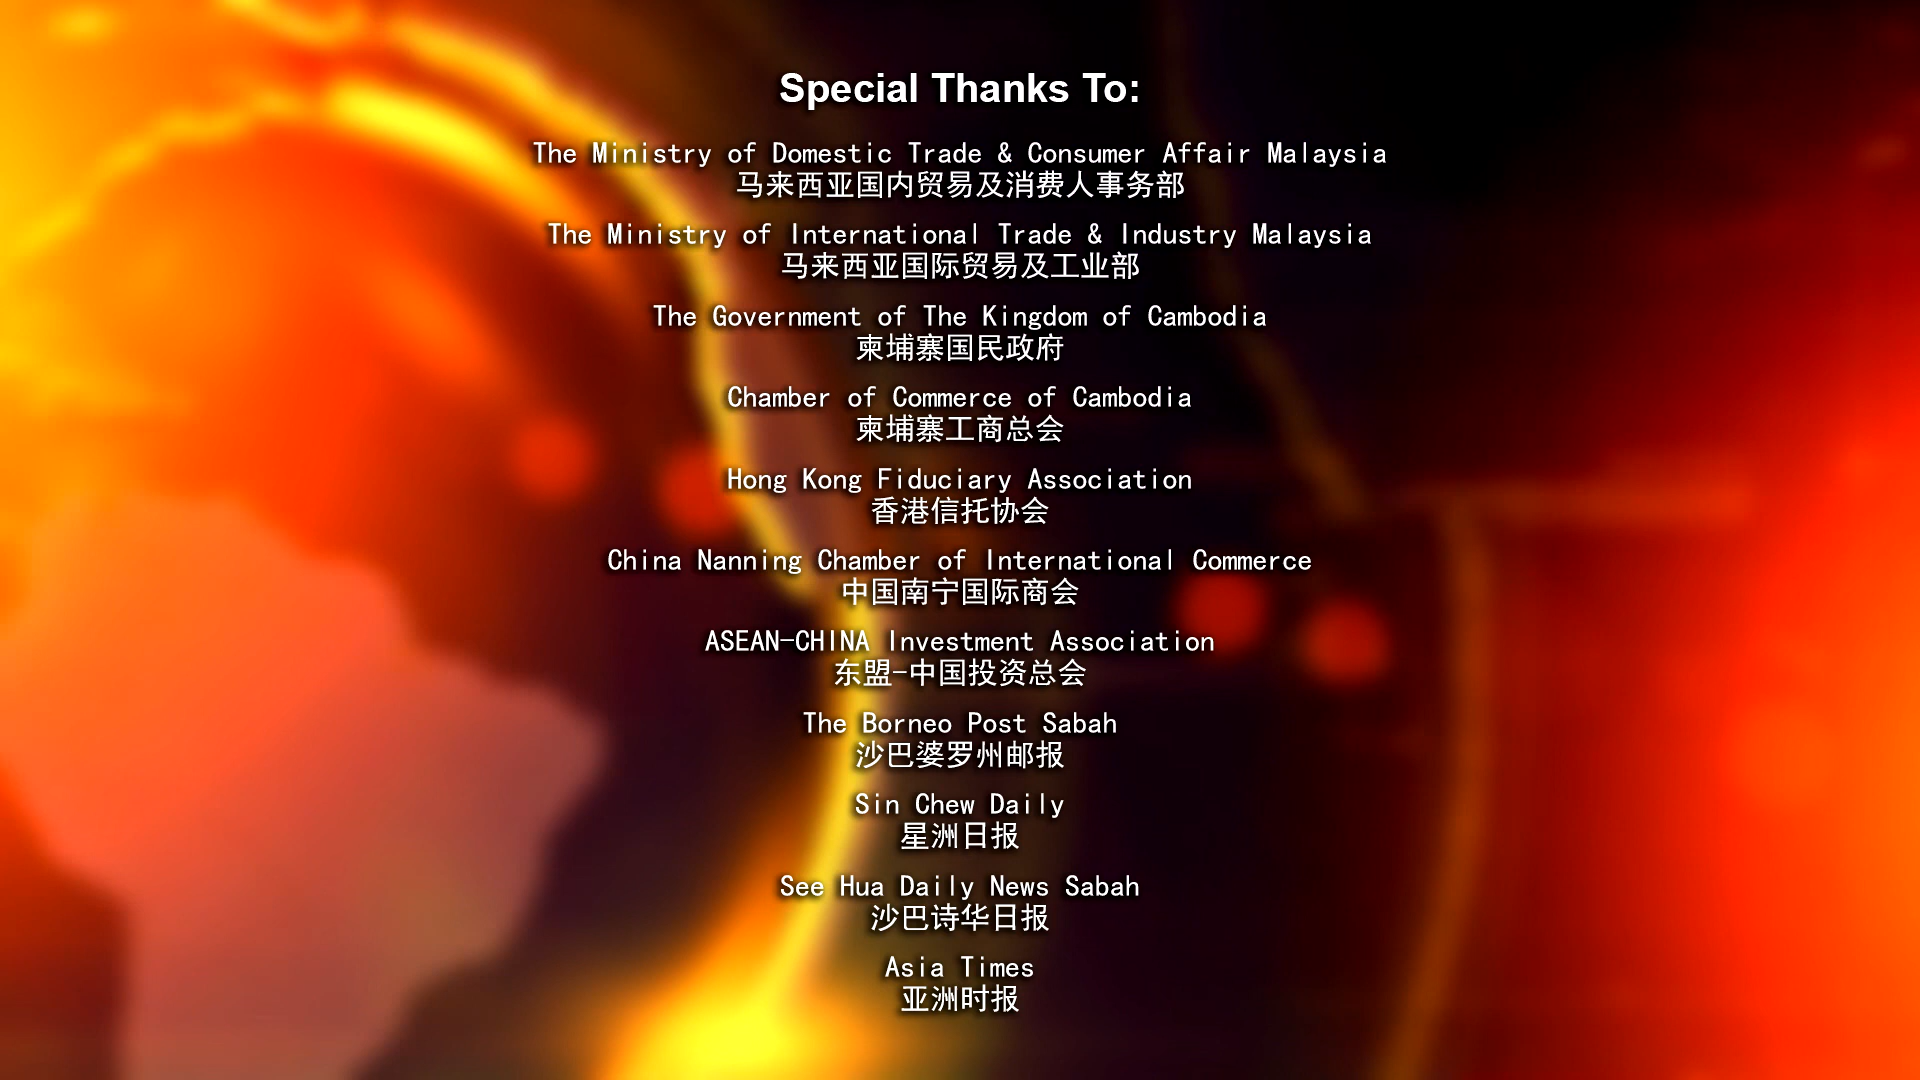 Special Thanks To:
The Ministry of Domestic Trade & Consumer Affair Malaysia
马来西亚国内贸易及消费人事务部
The Ministry of International Trade & Industry Malaysia
马来西亚国际贸易及工业部
The Government of The Kingdom of Cambodia
柬埔寨国民政府
Chamber of Commerce of Cambodia
柬埔寨工商总会
Hong Kong Fiduciary Association
香港信托协会
China Nanning Chamber of International Commerce
中国南宁国际商会
ASEAN-CHINA Investment Association
东盟-中国投资总会
The Borneo Post Sabah
沙巴婆罗州邮报
Sin Chew Daily
星洲日报
See Hua Daily News Sabah
沙巴诗华日报
Asia Times
亚洲时报